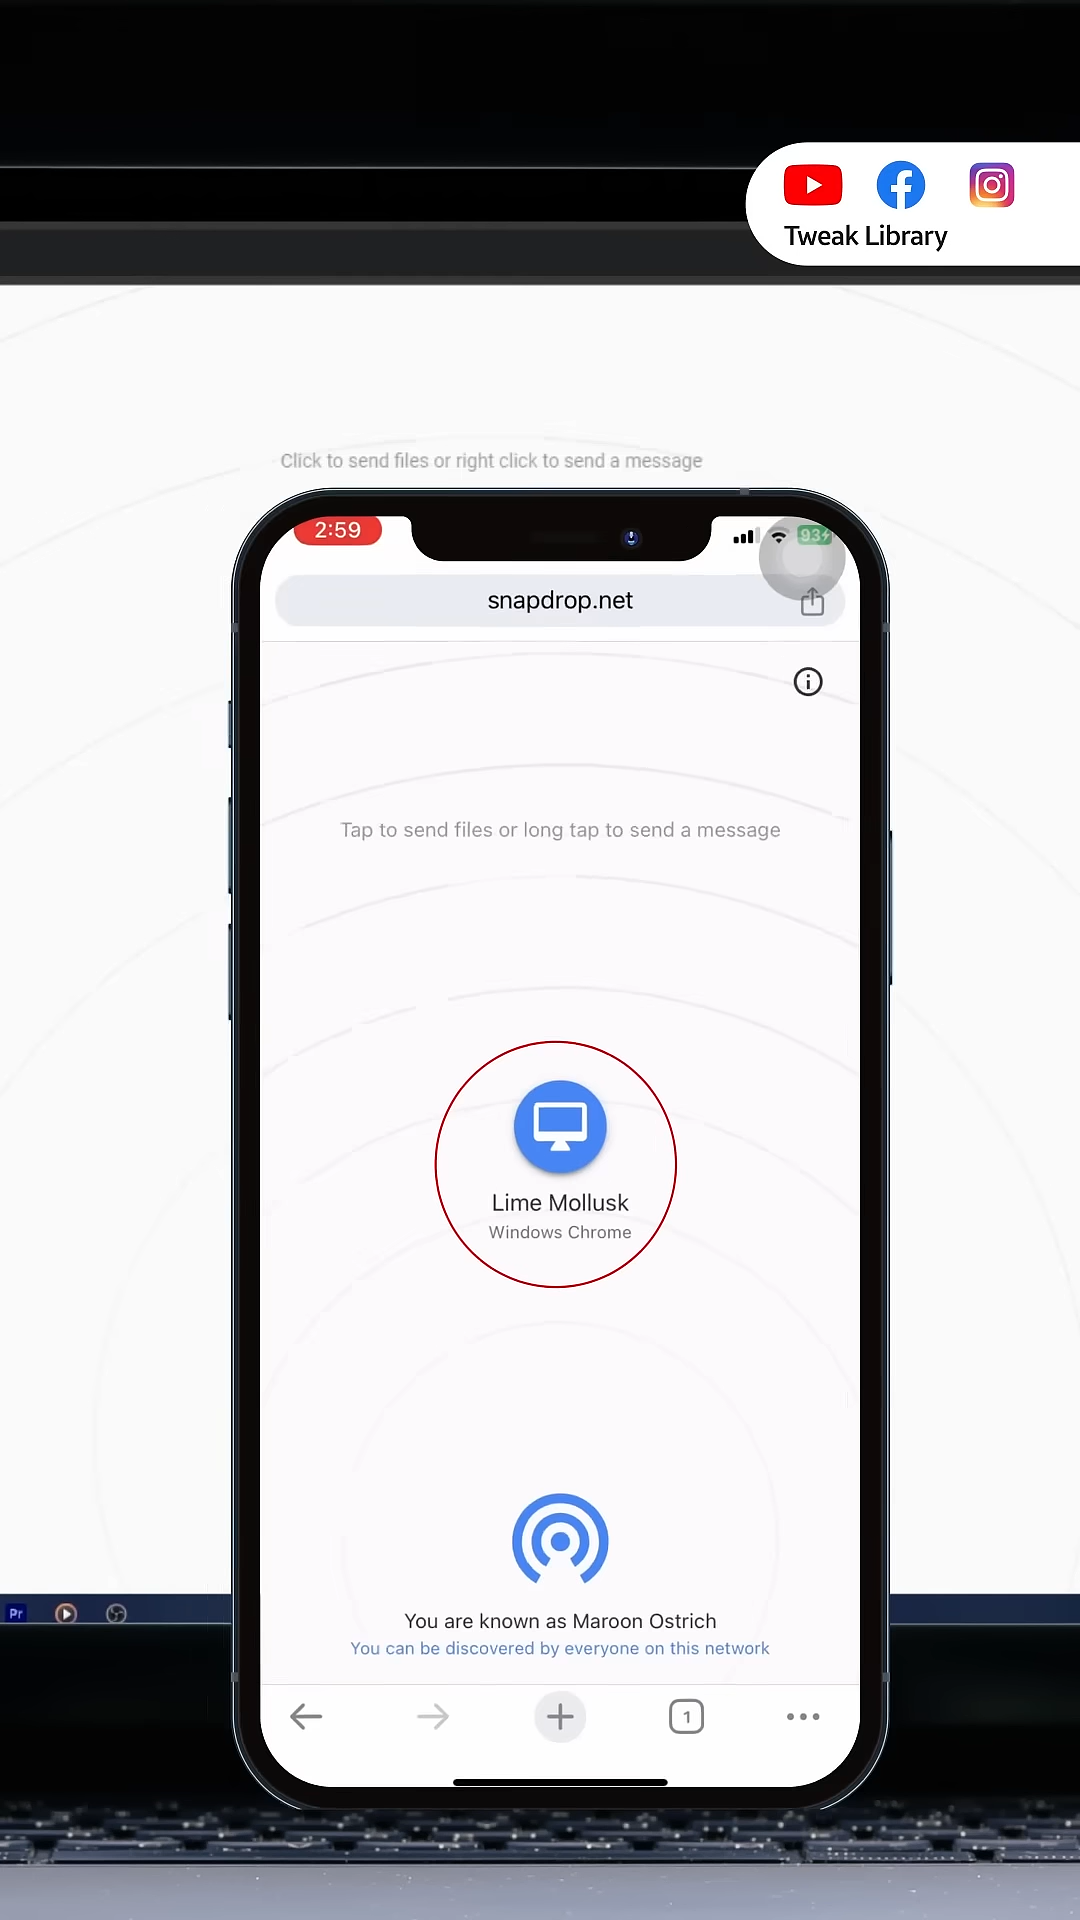 Tweak Library
Click to send files or right click to send a message
2:59
93
snapdrop.net
Tap to send files or long tap to send a message
Lime Mollusk
Windows Chrome
Pr
You are known as Maroon Ostrich
You can be discovered by everyone on this network
1